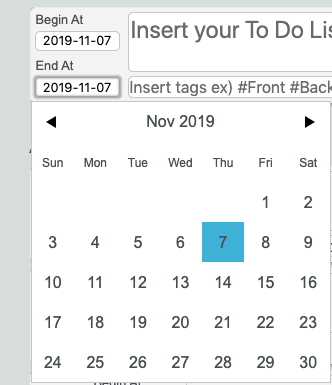 Begin At
2019-11-07
Insert your To Do Lis
End At
2019-11-07
Insert tags ex) #Front #Back
Nov 2019
Sun Mon Tue Wed Thu Fri Sat
1 2
3 4 5 6 7 8 9
10 11 12 13 14 15 16
17 18 19 20 21 22 23
24 25 26 27 28 29 30